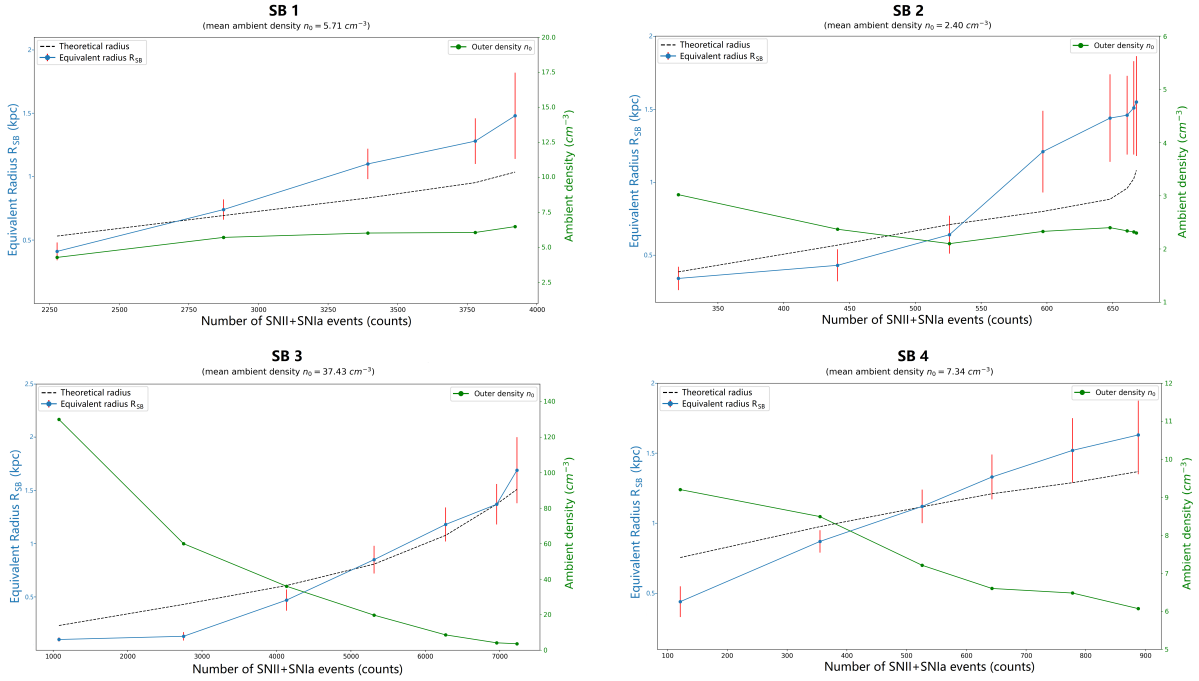 SB 1
(mean ambient density n₀ = 5.71 cm⁻³)
Theoretical radius
Equivalent radius R_SB
Outer density n₀
Equivalent Radius R_SB (kpc)
2
1.5
1
0.5
20.0
17.5
15.0
12.5
10.0
7.5
5.0
2.5
Ambient density (cm⁻³)
2250 2500 2750 3000 3250 3500 3750 4000
Number of SNII+SNIa events (counts)
SB 2
(mean ambient density n₀ = 2.40 cm⁻³)
Theoretical radius
Equivalent radius R_SB
Outer density n₀
Equivalent Radius R_SB (kpc)
2
1.5
1
0.5
6
5
4
3
2
1
Ambient density (cm⁻³)
350 400 450 500 550 600 650
Number of SNII+SNIa events (counts)
SB 3
(mean ambient density n₀ = 37.43 cm⁻³)
Theoretical radius
Equivalent radius R_SB
Outer density n₀
Equivalent Radius R_SB (kpc)
2.5
2
1.5
1
0.5
140
120
100
80
60
40
20
0
Ambient density (cm⁻³)
1000 2000 3000 4000 5000 6000 7000
Number of SNII+SNIa events (counts)
SB 4
(mean ambient density n₀ = 7.34 cm⁻³)
Theoretical radius
Equivalent radius R_SB
Outer density n₀
Equivalent Radius R_SB (kpc)
2
1.5
1
0.5
12
11
10
9
8
7
6
5
Ambient density (cm⁻³)
100 200 300 400 500 600 700 800 900
Number of SNII+SNIa events (counts)